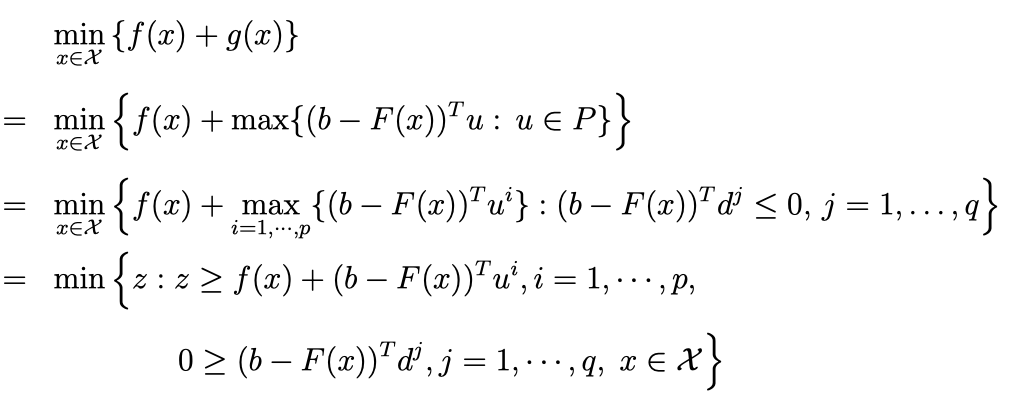 min_{x∈𝒳} {f(x) + g(x)}
= min_{x∈𝒳} {f(x) + max{(b − F(x))^T u : u ∈ P}}
= min_{x∈𝒳} {f(x) + max_{i=1,⋯,p} {(b − F(x))^T u^i} : (b − F(x))^T d^j ≤ 0, j = 1, . . . , q}
= min {z : z ≥ f(x) + (b − F(x))^T u^i, i = 1, ⋯ , p,
0 ≥ (b − F(x))^T d^j, j = 1, ⋯ , q, x ∈ 𝒳}